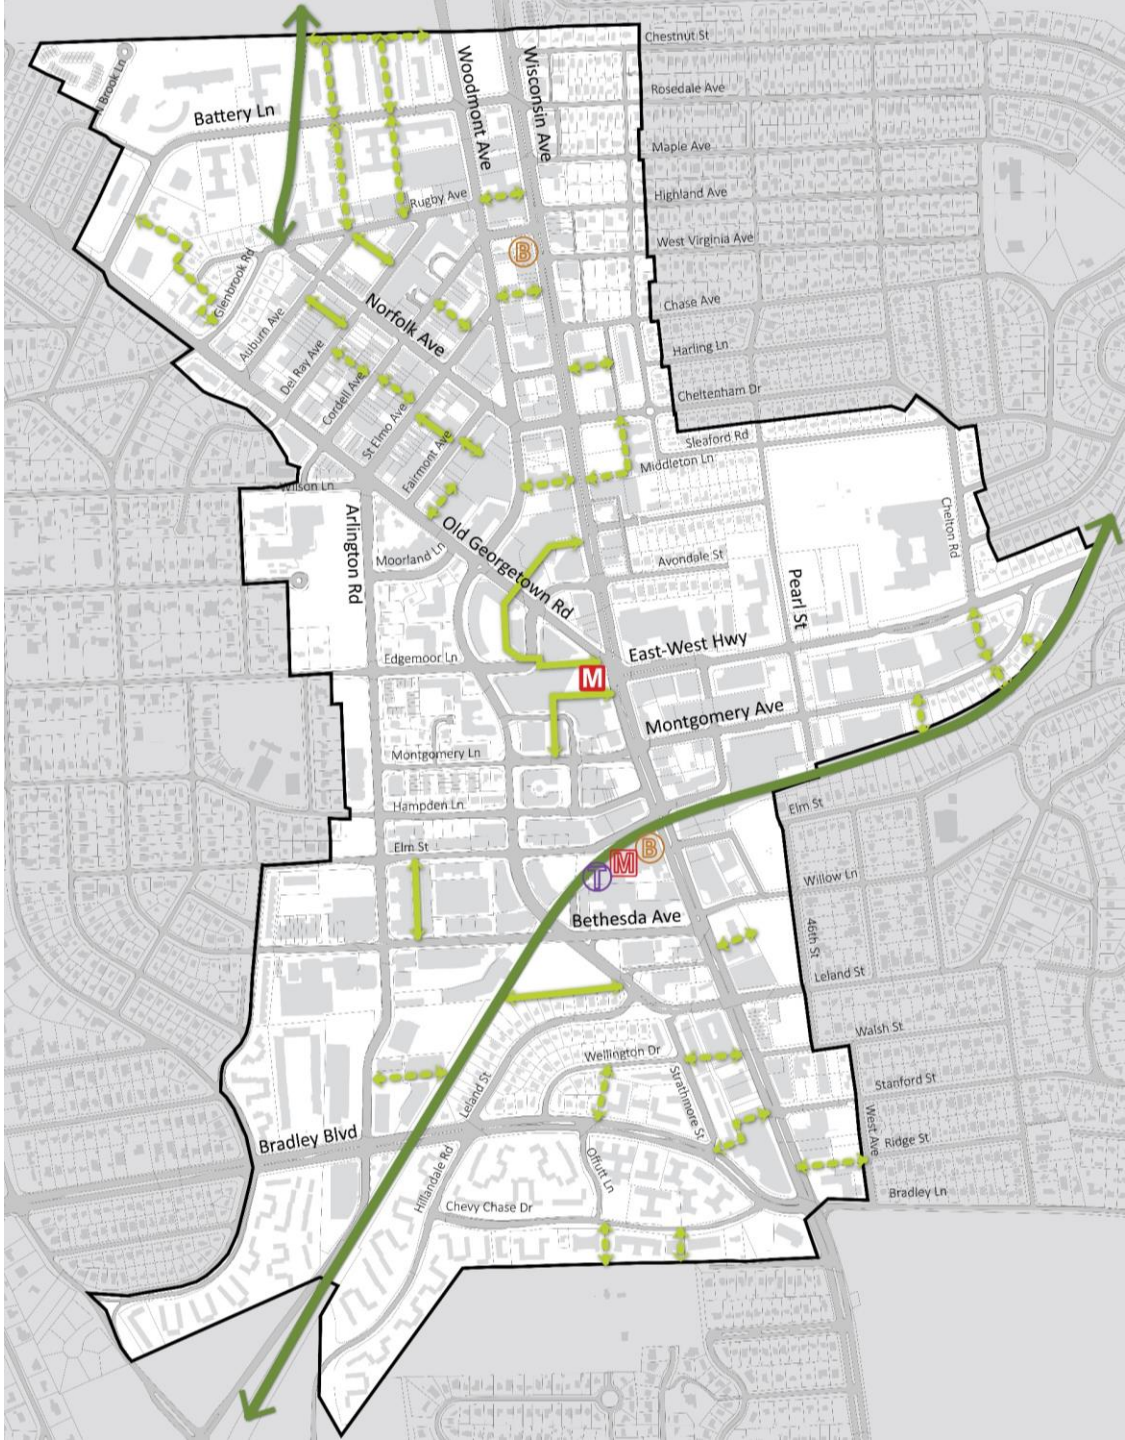 Chestnut St
Brook Ln
Woodmont Ave
Wisconsin Ave
Rosedale Ave
Battery Ln
Maple Ave
Rugby Ave
Highland Ave
West Virginia Ave
B
Glenbrook Rd
Chase Ave
Norfolk Ave
Auburn Ave
Harling Ln
Del Ray Ave
Cheltenham Dr
Cordell Ave
St Elmo Ave
Sleaford Rd
Fairmont Ave
Middleton Ln
Wilson Ln
Arlington Rd
Old Georgetown Rd
Chelton Rd
Moorland Ln
Avondale St
Pearl St
East-West Hwy
Edgemoor Ln
M
Montgomery Ave
Montgomery Ln
Hampden Ln
Elm St
Elm St
B
M
T
Willow Ln
Bethesda Ave
46th St
Leland St
Walsh St
Wellington Dr
Leland St
Strathmore St
Stanford St
West Ave
Bradley Blvd
Ridge St
Hillandale Rd
Offutt Ln
Bradley Ln
Chevy Chase Dr